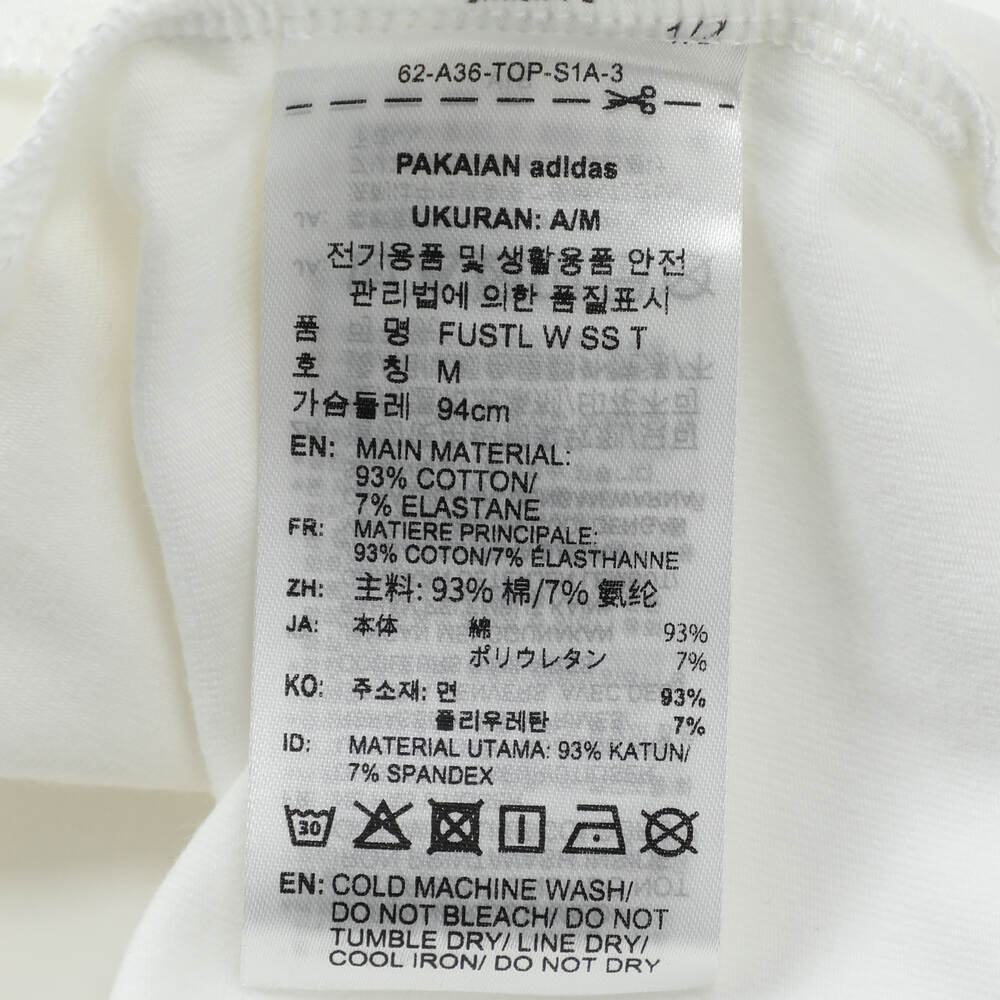 62-A36-TOP-S1A-3
PAKAIAN adidas
UKURAN: A/M
전기용품 및 생활용품 안전
관리법에 의한 품질표시
품 명 FUSTL W SS T
호 칭 M
가슴둘레 94cm
EN: MAIN MATERIAL:
93% COTTON/
7% ELASTANE
FR: MATIERE PRINCIPALE:
93% COTON/7% ÉLASTHANNE
ZH: 主料: 93% 棉/7% 氨纶
JA: 本体 綿 93%
ポリウレタン 7%
KO: 주소재: 면 93%
폴리우레탄 7%
ID: MATERIAL UTAMA: 93% KATUN/
7% SPANDEX
30
EN: COLD MACHINE WASH/
DO NOT BLEACH/ DO NOT
TUMBLE DRY/ LINE DRY/
COOL IRON/ DO NOT DRY